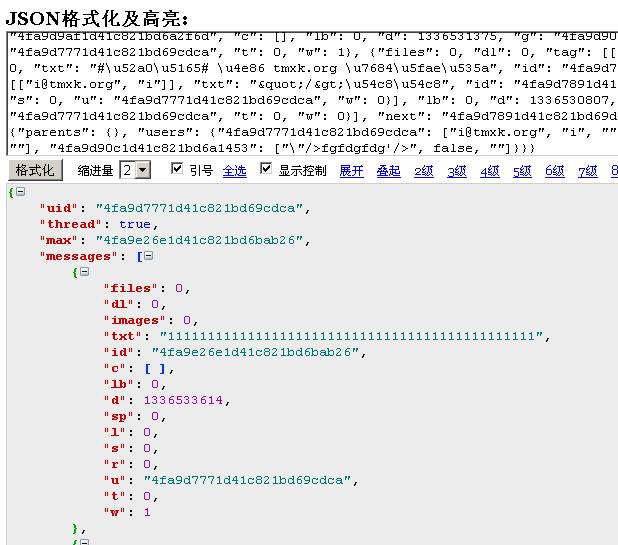 JSON格式化及高亮：
"4fa9d9af1d41c821bd6a2f6d", "c": [], "lb": 0, "d": 1336531375, "g": "4fa9d90
"4fa9d7771d41c821bd69cdca", "t": 0, "w": 1}, {"files": 0, "dl": 0, "tag": [[
0, "txt": "#\u52a0\u5165# \u4e86 tmxk.org \u7684\u5fae\u535a", "id": "4fa9d7
[["i@tmxk.org", "i"]], "txt": "&quot;/&gt;\u54c8\u54c8", "id": "4fa9d7891d41
"s": 0, "u": "4fa9d7771d41c821bd69cdca", "w": 0}], "lb": 0, "d": 1336530807,
"4fa9d7771d41c821bd69cdca", "t": 0, "w": 0}], "next": "4fa9d7891d41c821bd69d
{"parents": {}, "users": {"4fa9d7771d41c821bd69cdca": ["i@tmxk.org", "i", ""
""], "4fa9d90c1d41c821bd6a1453": ["\"/>fgfdgfdg'/>", false, ""]}}}
格式化 缩进量 2 引号 全选 显示控制 展开 叠起 2级 3级 4级 5级 6级 7级 8
{
"uid": "4fa9d7771d41c821bd69cdca",
"thread": true,
"max": "4fa9e26e1d41c821bd6bab26",
"messages": [
{
"files": 0,
"dl": 0,
"images": 0,
"txt": "1111111111111111111111111111111111111111111111",
"id": "4fa9e26e1d41c821bd6bab26",
"c": [ ],
"lb": 0,
"d": 1336533614,
"sp": 0,
"l": 0,
"s": 0,
"r": 0,
"u": "4fa9d7771d41c821bd69cdca",
"t": 0,
"w": 1
},
{